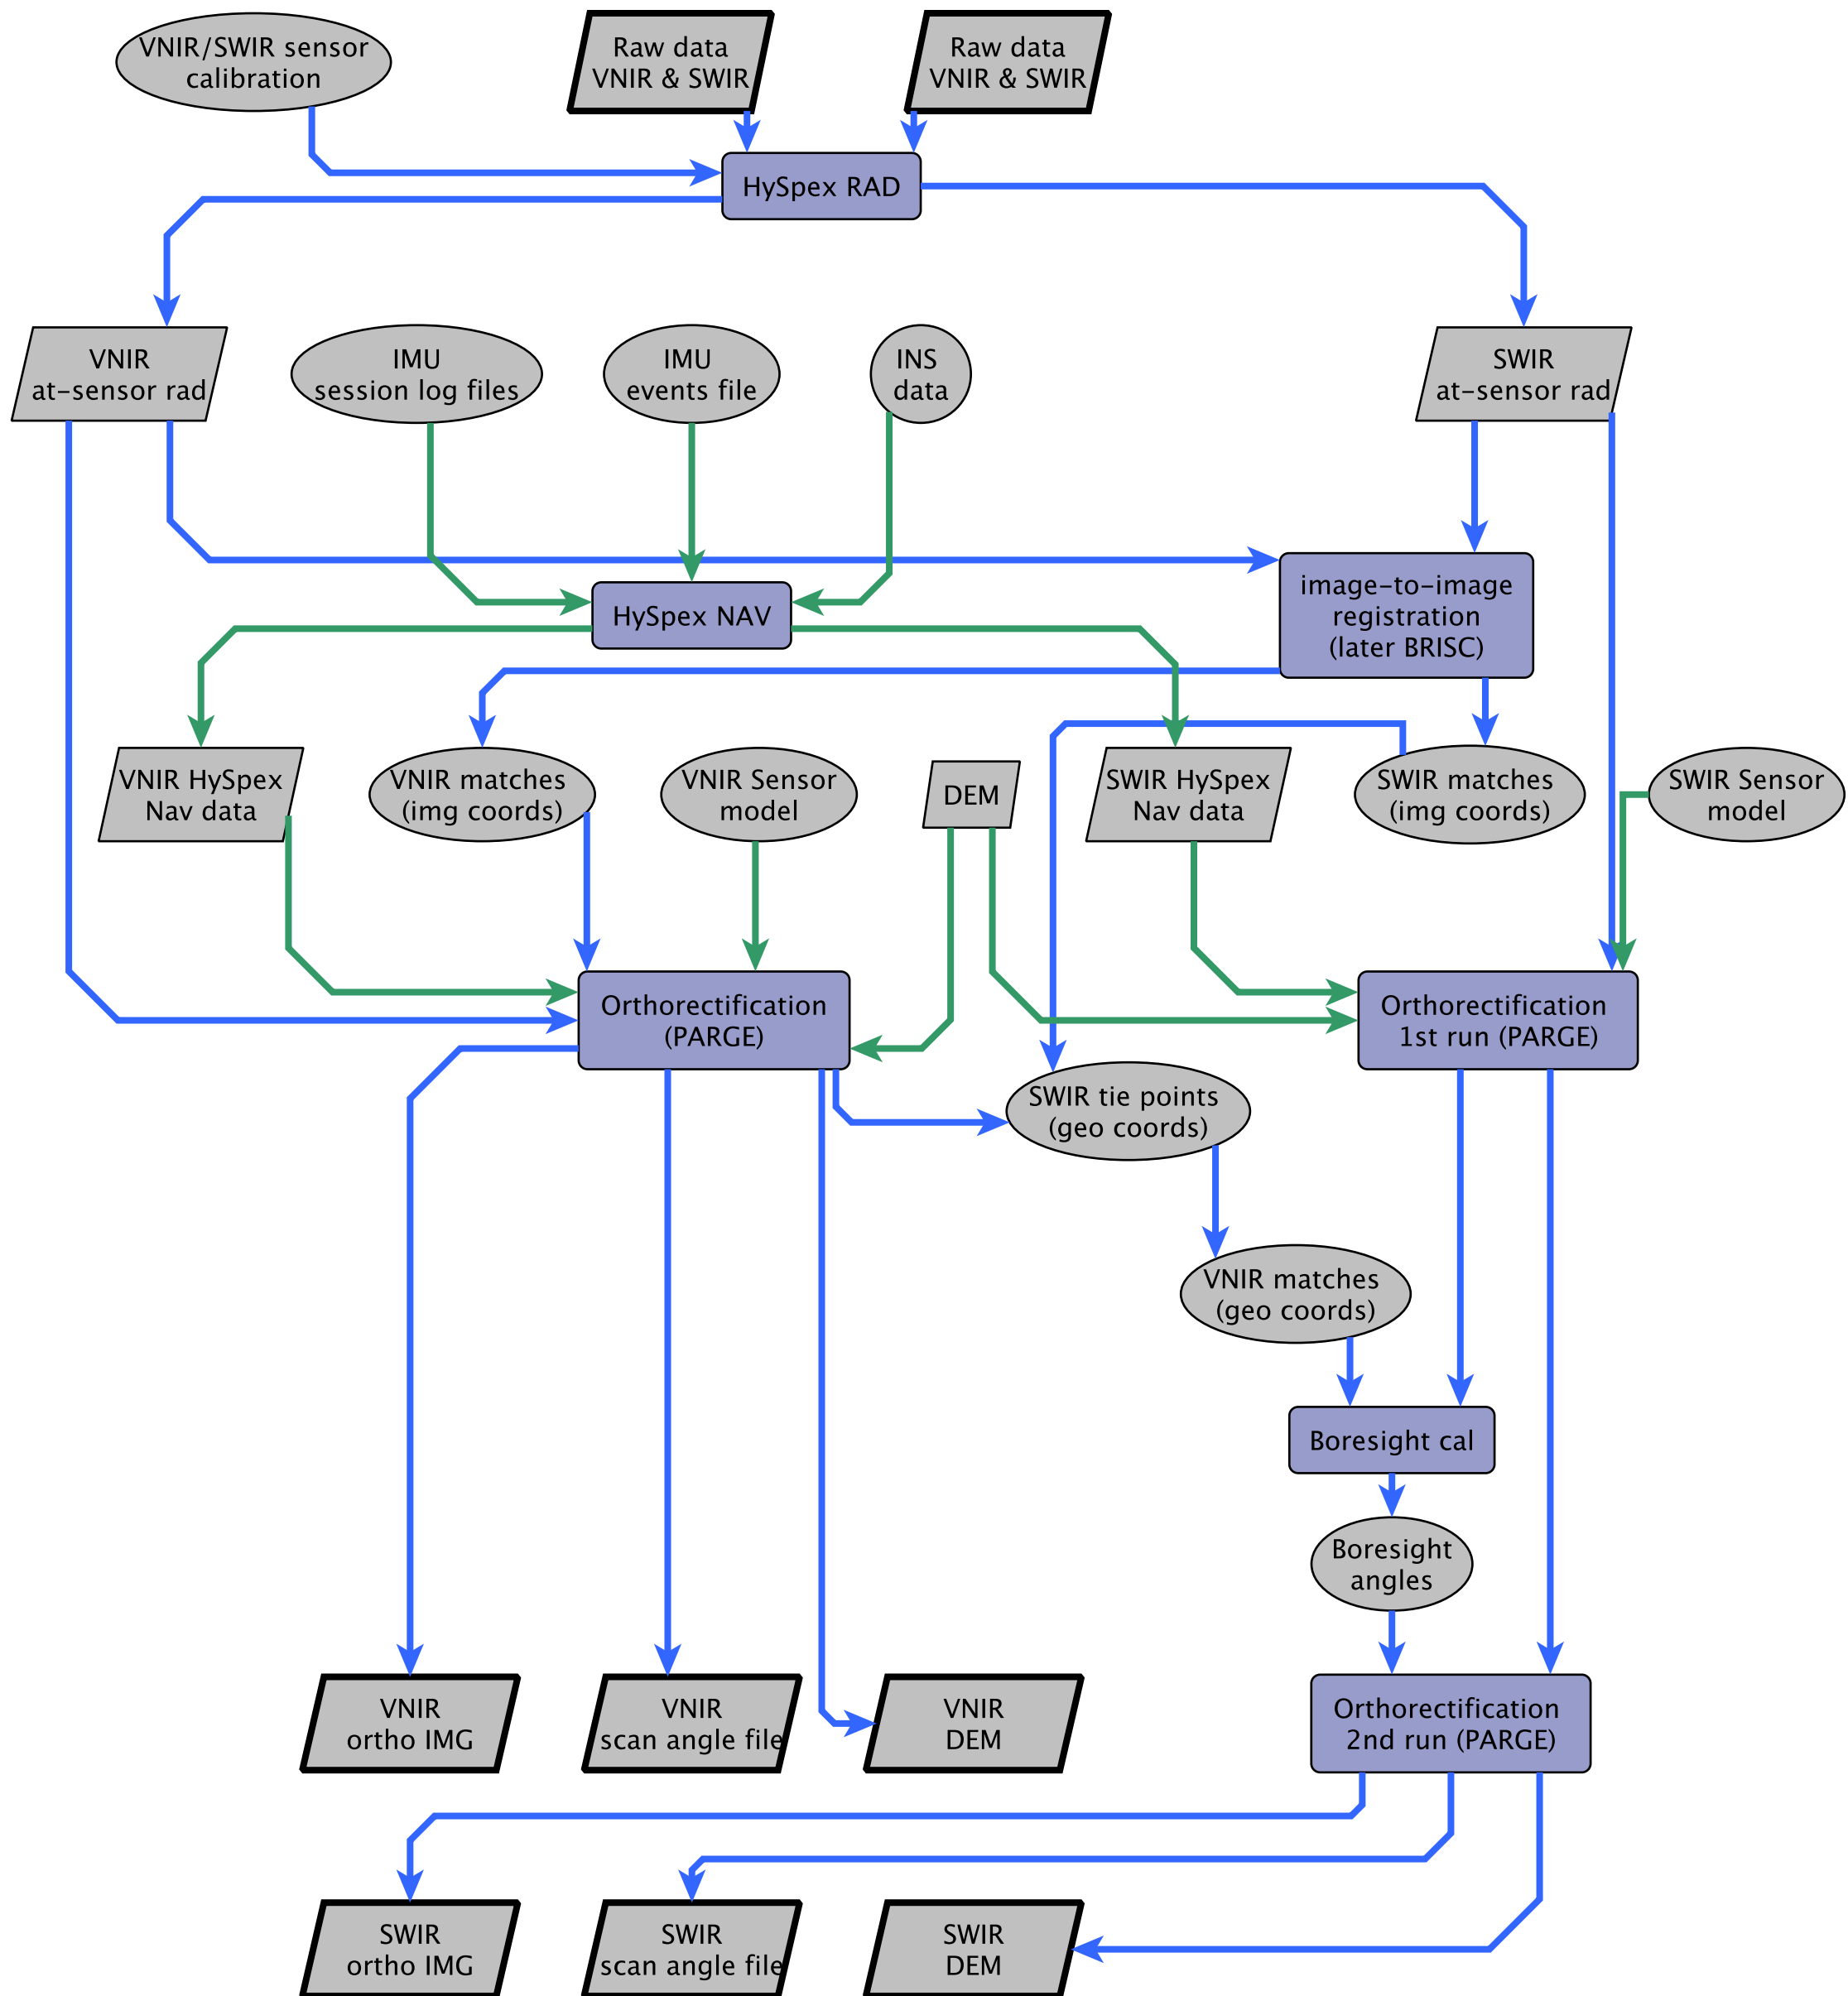 VNIR/SWIR sensor
calibration
Raw data
VNIR & SWIR
Raw data
VNIR & SWIR
HySpex RAD
VNIR
at-sensor rad
IMU
session log files
IMU
events file
INS
data
SWIR
at-sensor rad
HySpex NAV
image-to-image
registration
(later BRISC)
VNIR HySpex
Nav data
VNIR matches
(img coords)
VNIR Sensor
model
DEM
SWIR HySpex
Nav data
SWIR matches
(img coords)
SWIR Sensor
model
Orthorectification
(PARGE)
Orthorectification
1st run (PARGE)
SWIR tie points
(geo coords)
VNIR matches
(geo coords)
Boresight cal
Boresight
angles
VNIR
ortho IMG
VNIR
scan angle file
VNIR
DEM
Orthorectification
2nd run (PARGE)
SWIR
ortho IMG
SWIR
scan angle file
SWIR
DEM